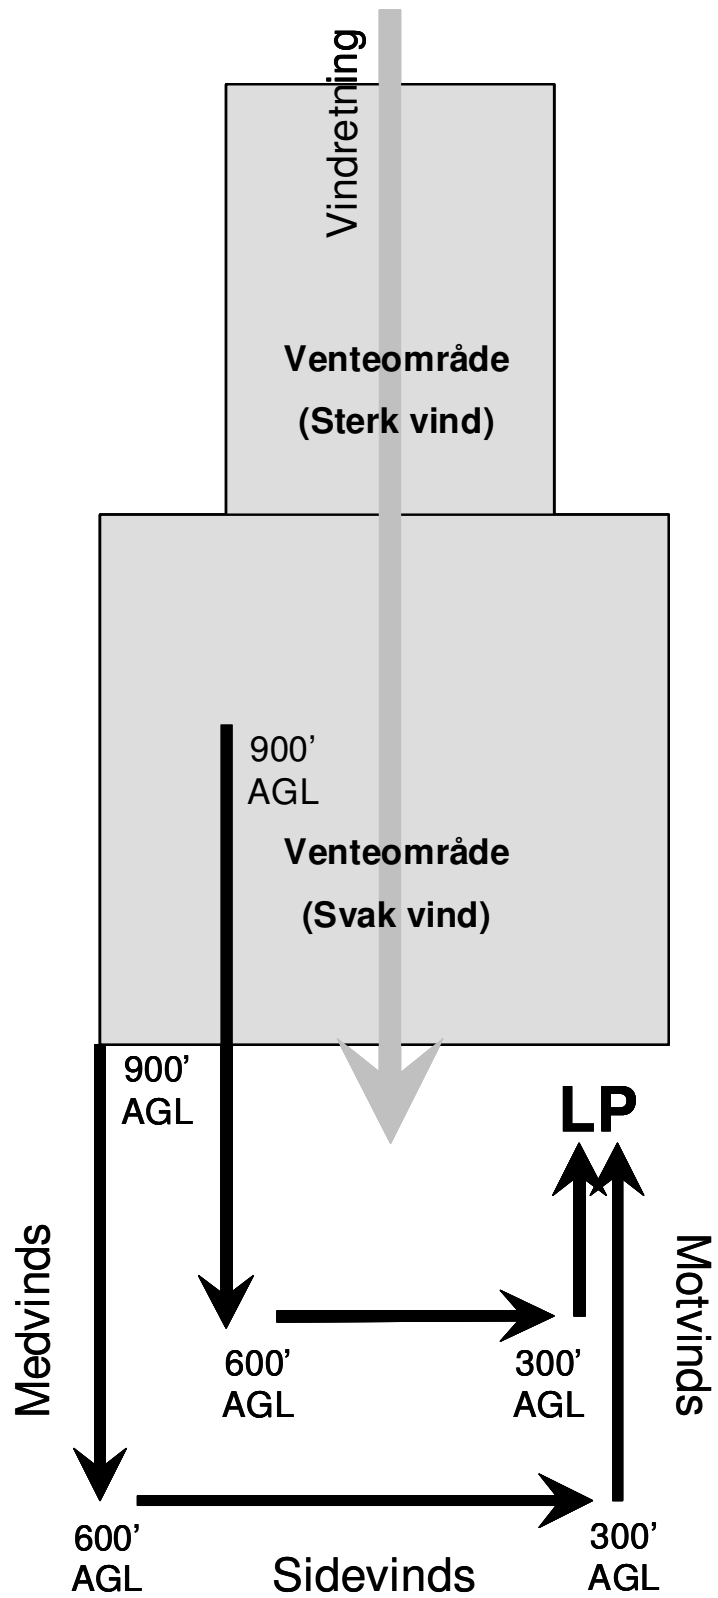 Vindretning
Venteområde
(Sterk vind)
900’
AGL
Venteområde
(Svak vind)
900’
AGL
LP
Medvinds
Motvinds
600’
AGL
300’
AGL
600’
AGL
300’
AGL
Sidevinds